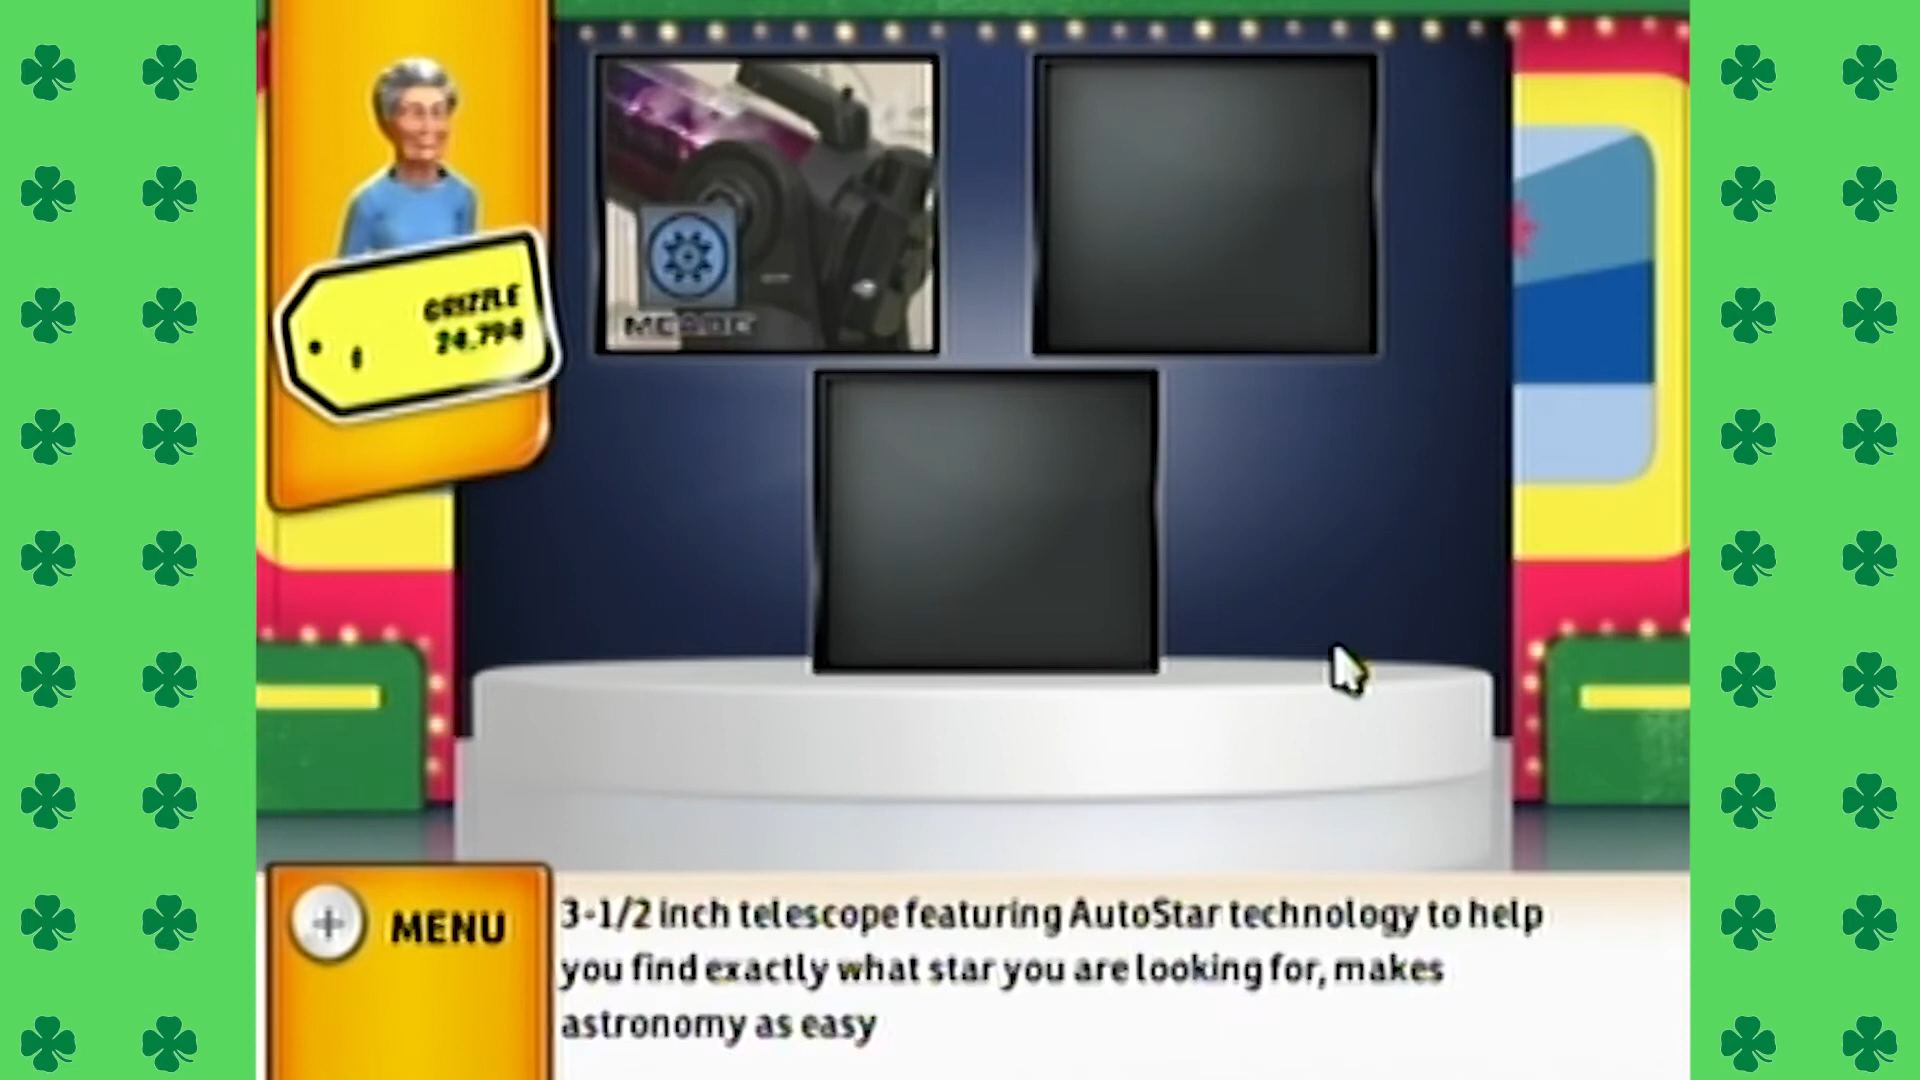 GRIZZLE
$ 24,794
MEADE
MENU
3-1/2 inch telescope featuring AutoStar technology to help
you find exactly what star you are looking for, makes
astronomy as easy